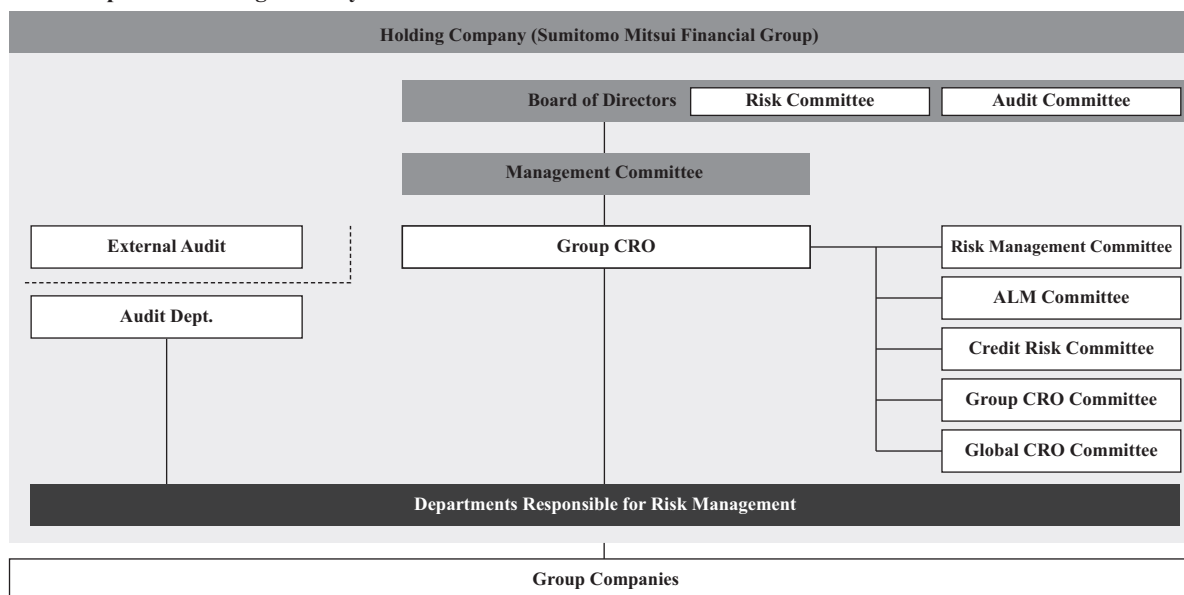 Holding Company (Sumitomo Mitsui Financial Group)
Board of Directors
Risk Committee
Audit Committee
Management Committee
External Audit
Group CRO
Risk Management Committee
Audit Dept.
ALM Committee
Credit Risk Committee
Group CRO Committee
Global CRO Committee
Departments Responsible for Risk Management
Group Companies